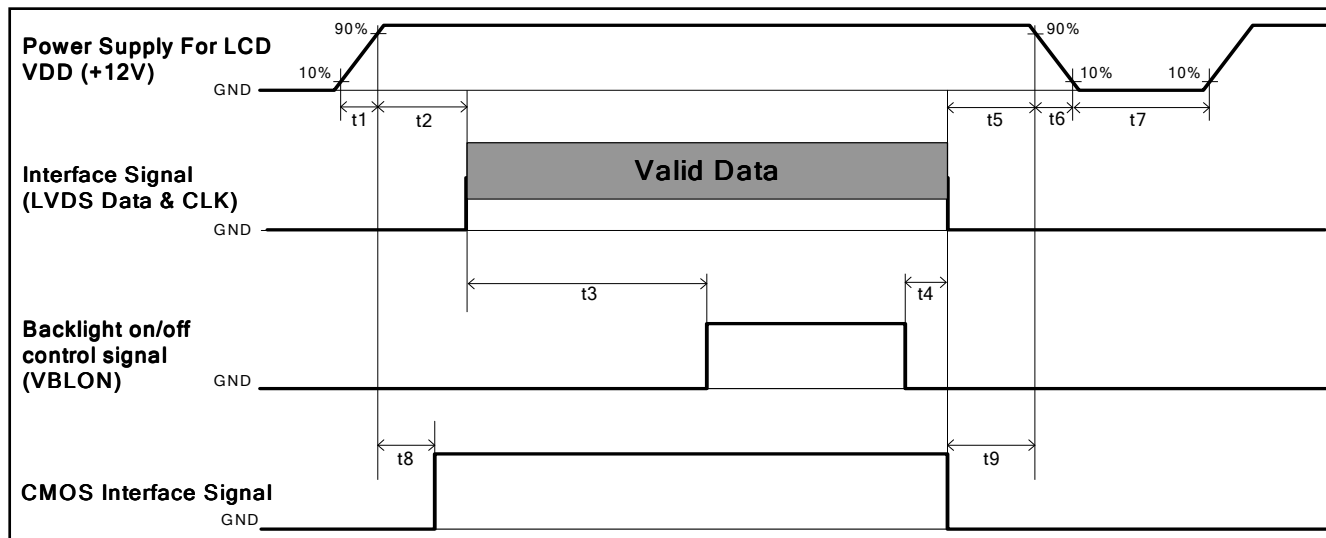 Power Supply For LCD
VDD (+12V)
90%
10%
GND
90%
10%
10%
t1
t2
t5
t6
t7
Interface Signal
(LVDS Data & CLK)
Valid Data
GND
t3
t4
Backlight on/off
control signal
(VBLON)
GND
t8
t9
CMOS Interface Signal
GND